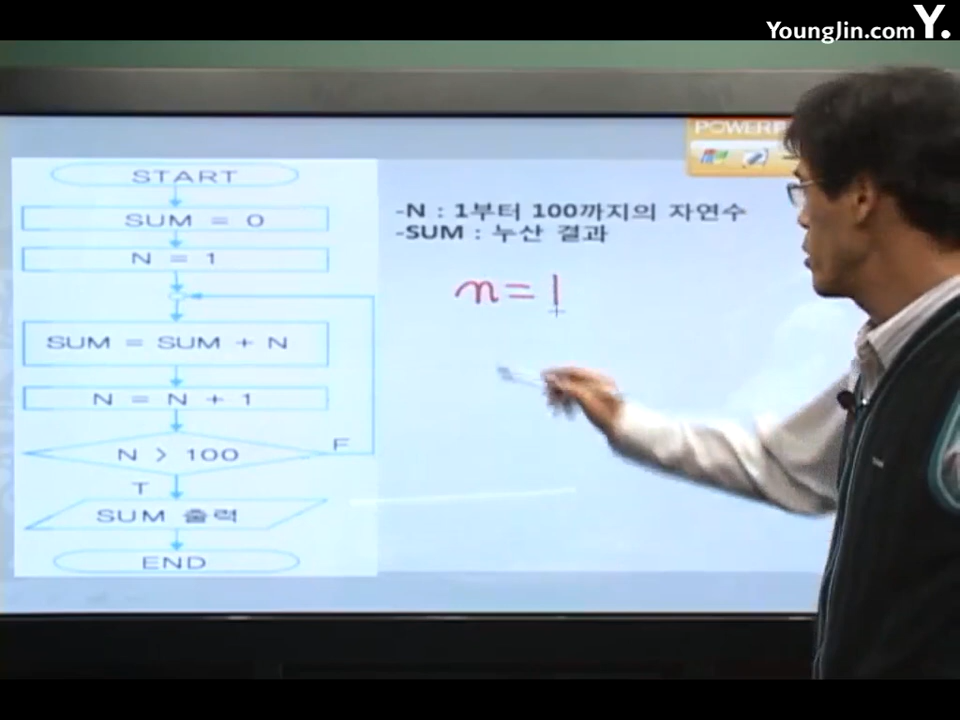 YoungJin.com Y.
START
SUM = 0
N = 1
SUM = SUM + N
N = N + 1
N > 100
F
T
SUM 출력
END
-N : 1부터 100까지의 자연수
-SUM : 누산 결과
n=1